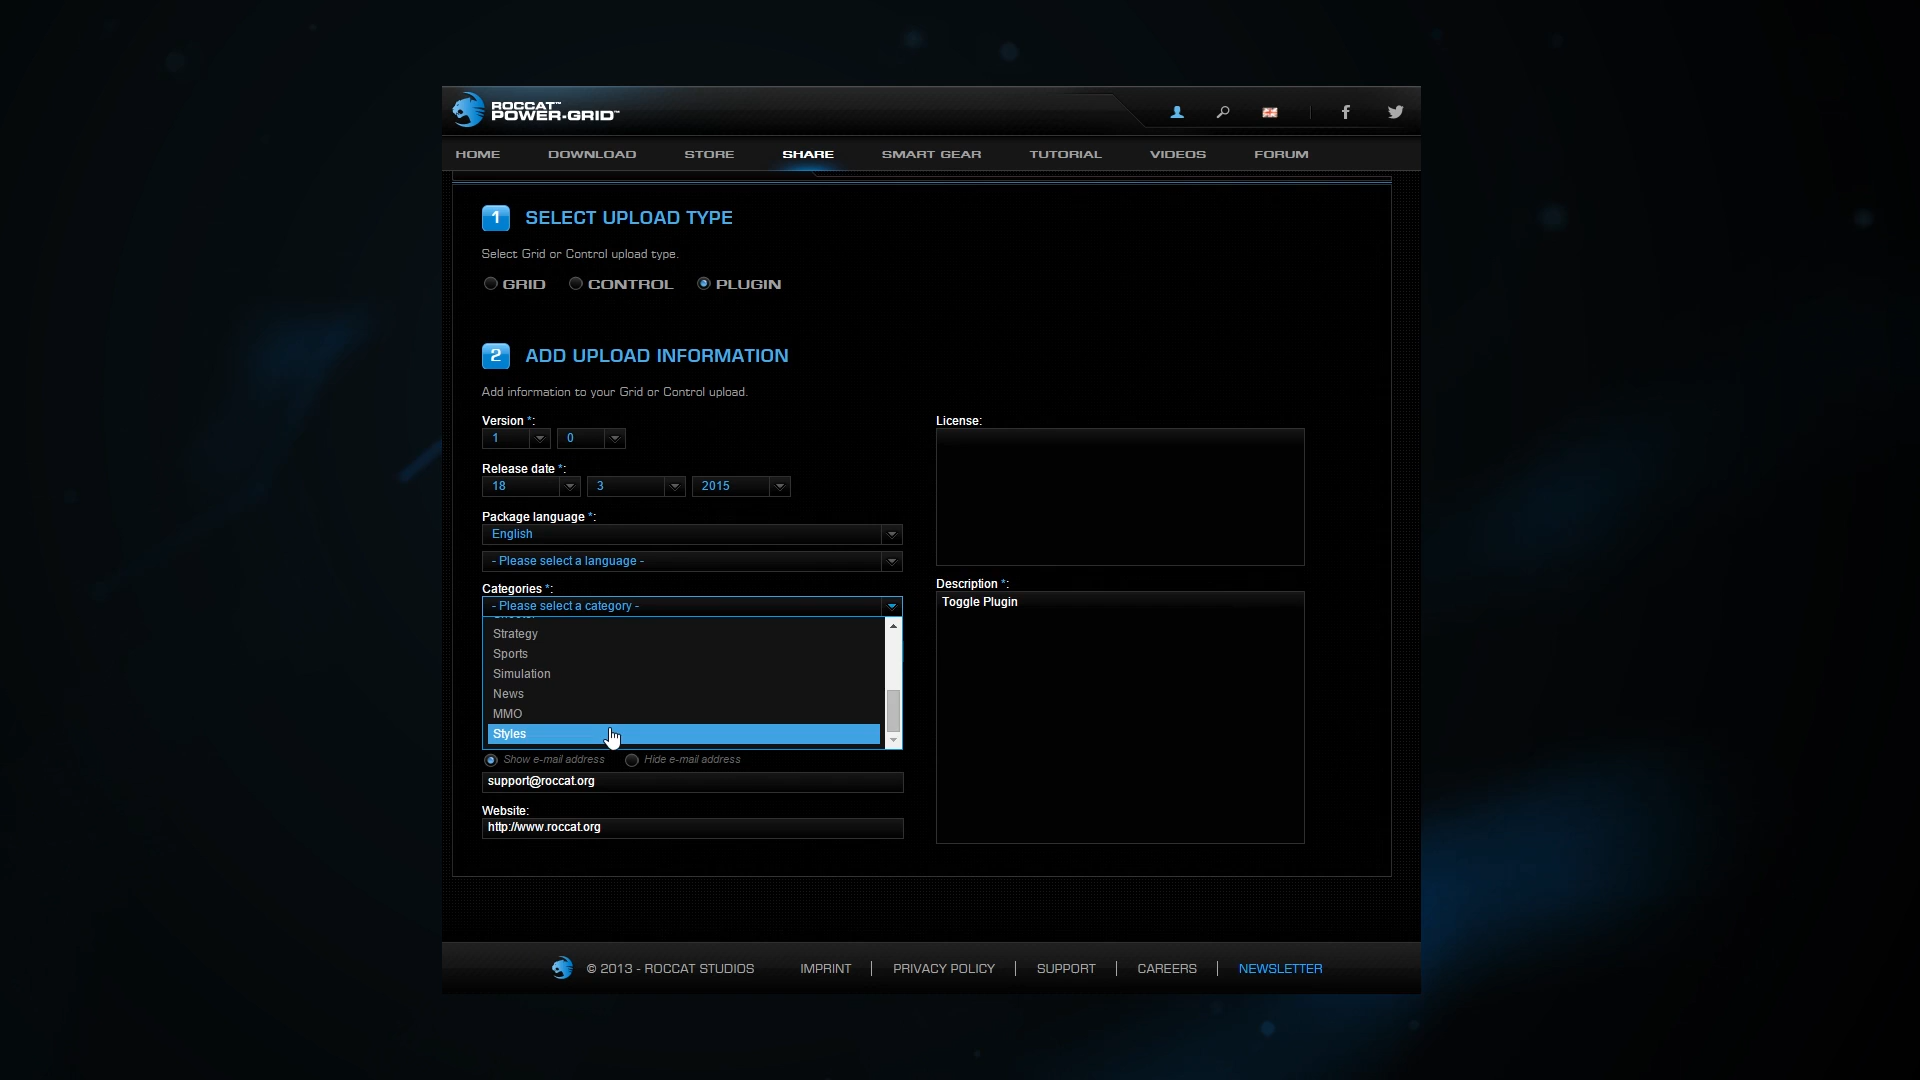 ROCCAT™
POWER-GRID™
HOME DOWNLOAD STORE SHARE SMART GEAR TUTORIAL VIDEOS FORUM
1 SELECT UPLOAD TYPE
Select Grid or Control upload type.
GRID CONTROL PLUGIN
2 ADD UPLOAD INFORMATION
Add information to your Grid or Control upload.
Version *:
1 0
Release date *:
18 3 2015
Package language *:
English
- Please select a language -
Categories *:
- Please select a category -
Strategy
Sports
Simulation
News
MMO
Styles
Show e-mail address Hide e-mail address
support@roccat.org
Website:
http://www.roccat.org
License:
Description *:
Toggle Plugin
© 2013 - ROCCAT STUDIOS IMPRINT | PRIVACY POLICY | SUPPORT | CAREERS | NEWSLETTER